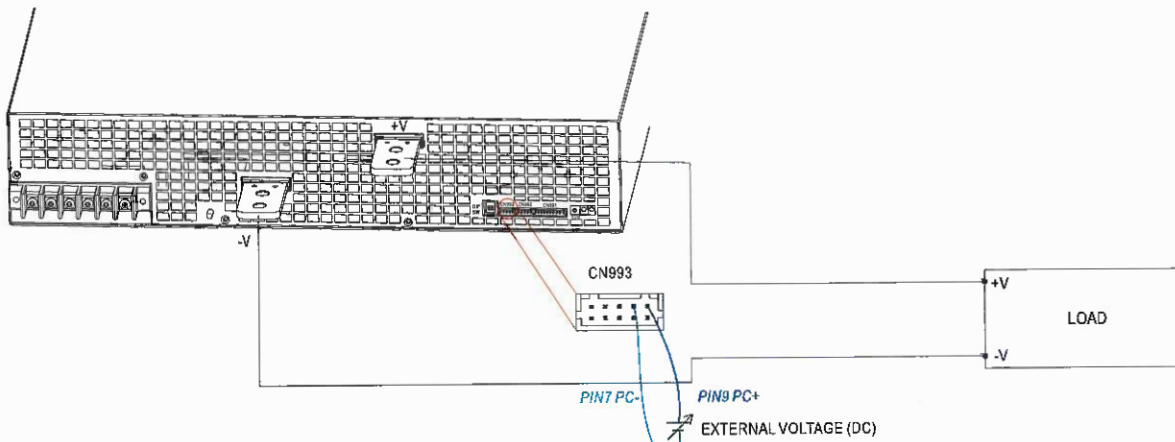 +V
-V
CN993
+V
LOAD
-V
PIN7 PC-
PIN9 PC+
EXTERNAL VOLTAGE (DC)